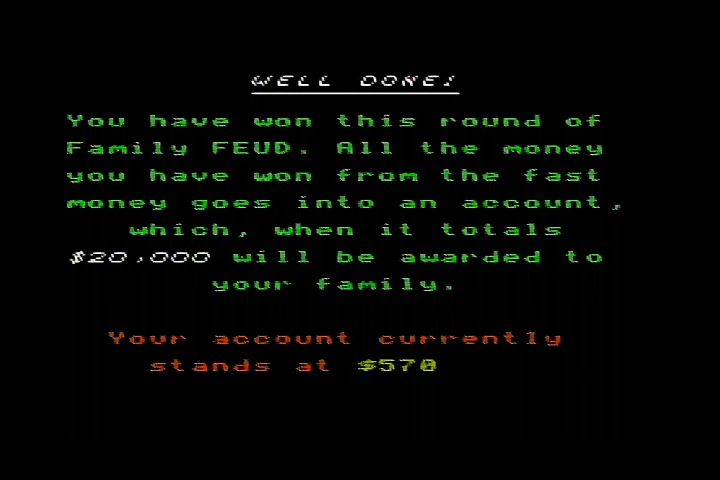 WELL DONE!
You have won this round of
Family FEUD. All the money
you have won from the fast
money goes into an account,
which, when it totals
$20,000 will be awarded to
your family.
Your account currently
stands at $570